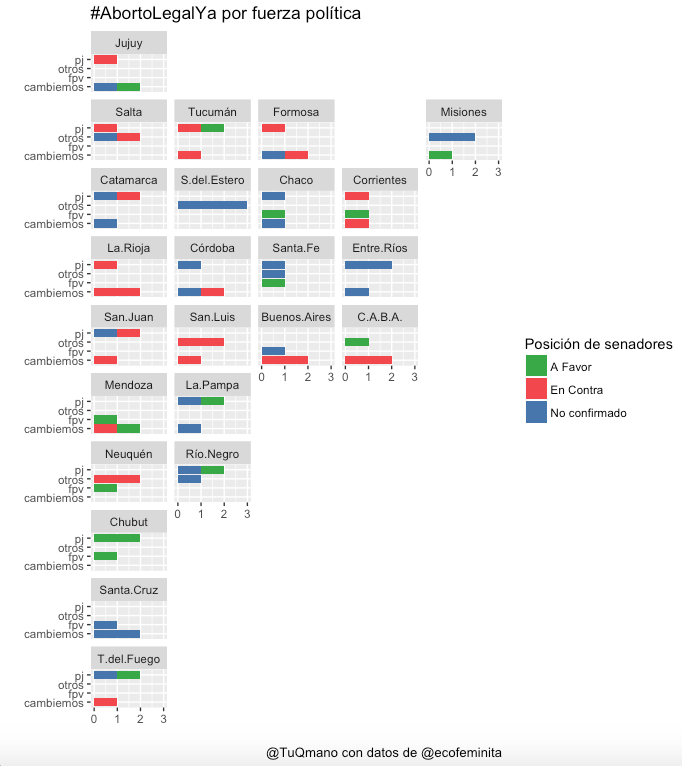 #AbortoLegalYa por fuerza política
Jujuy
pj
otros
fpv
cambiemos
Salta Tucumán Formosa Misiones
pj
otros
fpv
cambiemos
0 1 2 3
Catamarca S.del.Estero Chaco Corrientes
pj
otros
fpv
cambiemos
La.Rioja Córdoba Santa.Fe Entre.Ríos
pj
otros
fpv
cambiemos
San.Juan San.Luis Buenos.Aires C.A.B.A.
pj
otros
fpv
cambiemos
0 1 2 3 0 1 2 3
Posición de senadores
A Favor
En Contra
No confirmado
Mendoza La.Pampa
pj
otros
fpv
cambiemos
Neuquén Río.Negro
pj
otros
fpv
cambiemos
0 1 2 3
Chubut
pj
otros
fpv
cambiemos
Santa.Cruz
pj
otros
fpv
cambiemos
T.del.Fuego
pj
otros
fpv
cambiemos
0 1 2 3
@TuQmano con datos de @ecofeminita